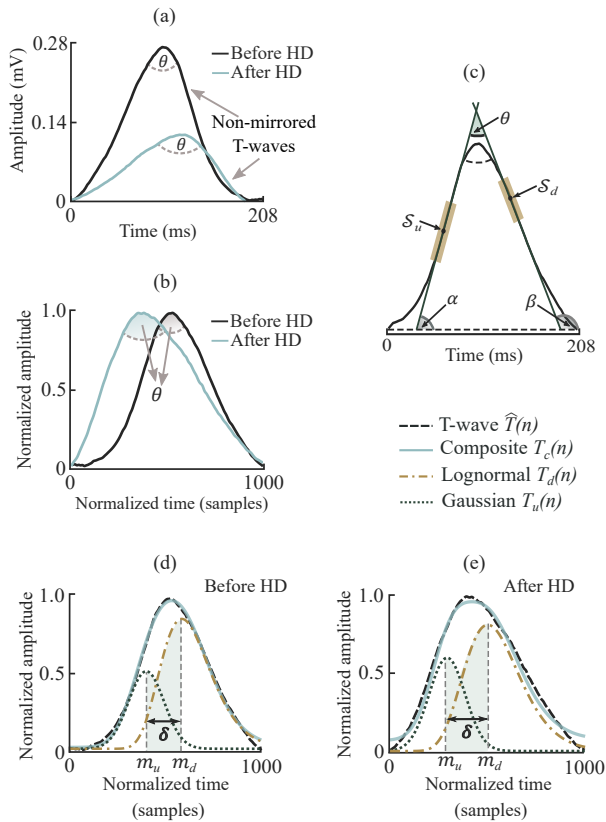 (a)
Amplitude (mV)
0.28
0.14
0
Before HD
After HD
θ
θ
Non-mirrored
T-waves
0
208
Time (ms)
(b)
Normalized amplitude
1.0
0.5
0
Before HD
After HD
θ
0
1000
Normalized time (samples)
(c)
θ
S_u
S_d
α
β
0
208
Time (ms)
T-wave T̂(n)
Composite T_c(n)
Lognormal T_d(n)
Gaussian T_u(n)
(d)
Before HD
Normalized amplitude
1.0
0.5
0
δ
0
m_u
m_d
1000
Normalized time
(samples)
(e)
After HD
Normalized amplitude
1.0
0.5
0
δ
0
m_u
m_d
1000
Normalized time
(samples)